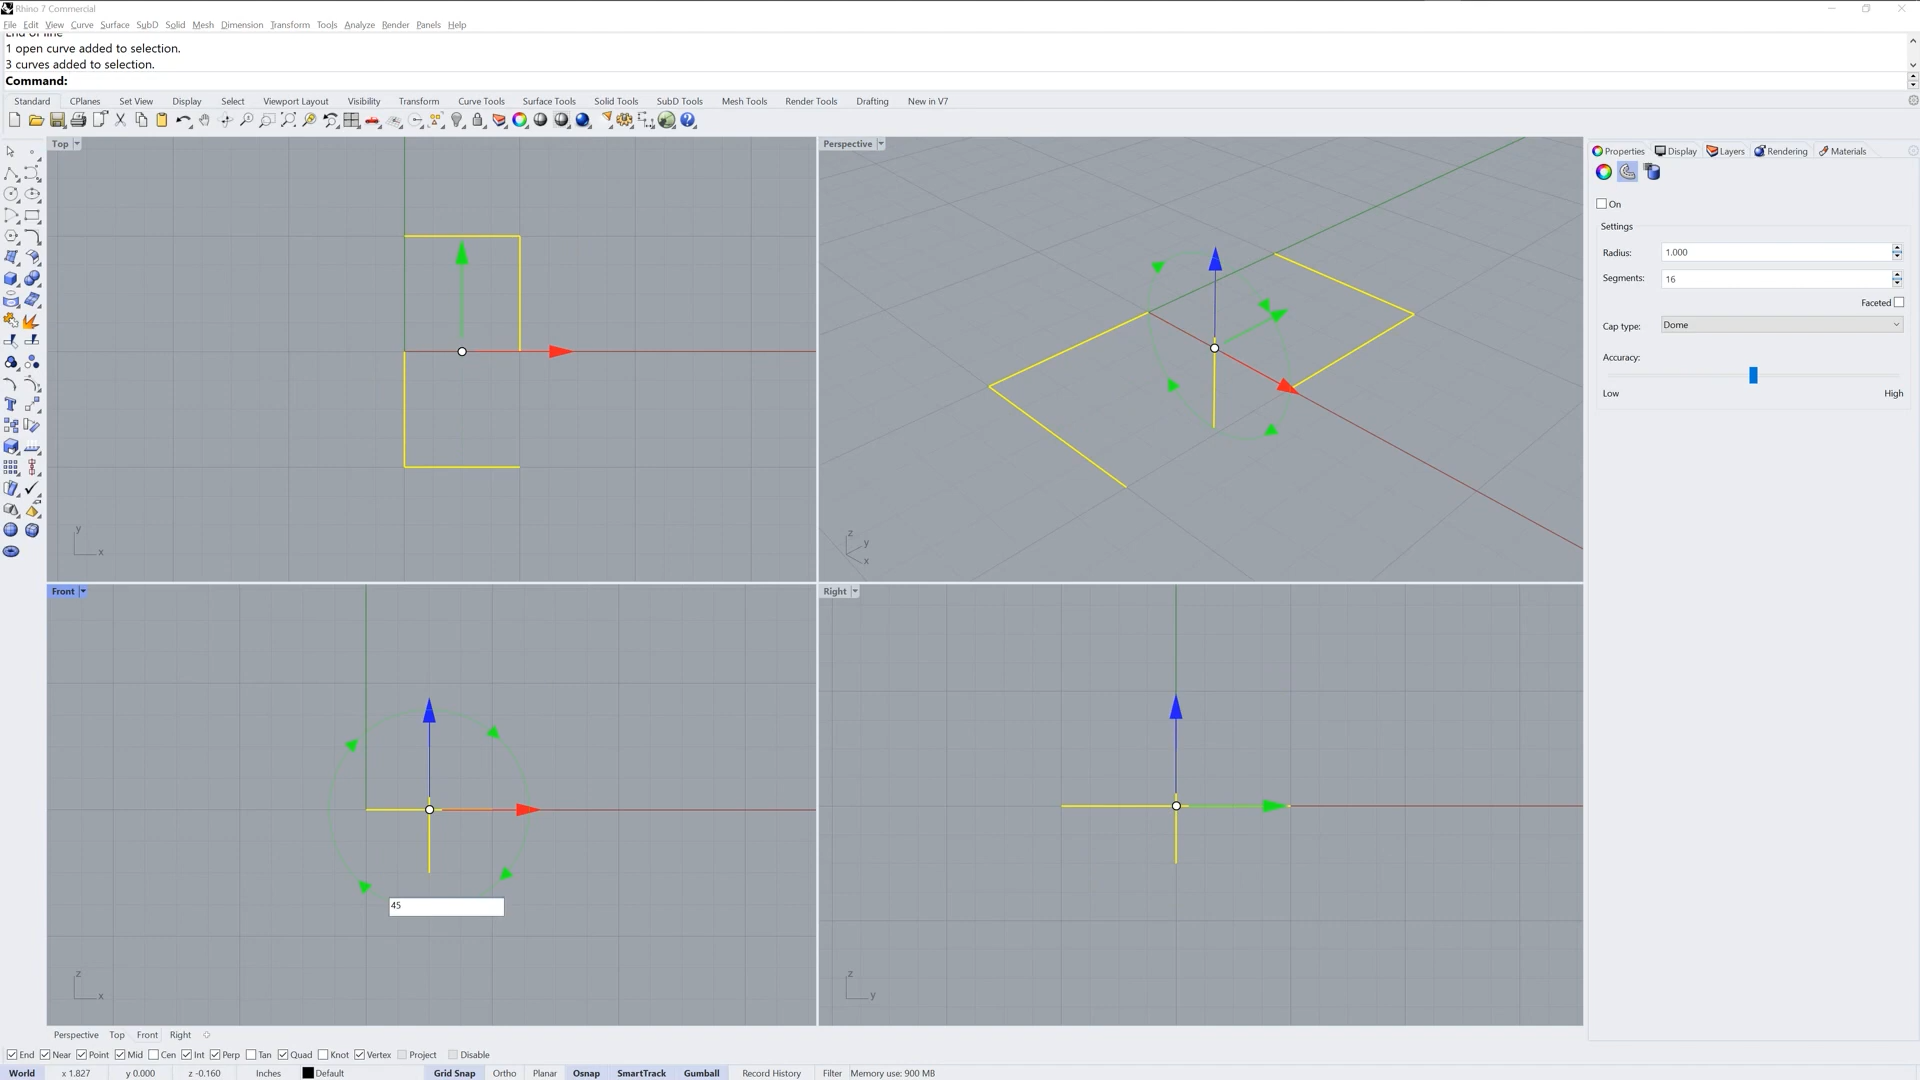 Rhino 7 Commercial
File Edit View Curve Surface SubD Solid Mesh Dimension Transform Tools Analyze Render Panels Help
End of line
1 open curve added to selection.
3 curves added to selection.
Command:
Standard CPlanes Set View Display Select Viewport Layout Visibility Transform Curve Tools Surface Tools Solid Tools SubD Tools Mesh Tools Render Tools Drafting New in V7
Top
Perspective
Properties Display Layers Rendering Materials
On
Settings
Radius: 1.000
Segments: 16
Faceted
Cap type: Dome
Accuracy:
Low High
y
x
z
y
x
Front
Right
45
z
x
z
y
Perspective Top Front Right
End Near Point Mid Cen Int Perp Tan Quad Knot Vertex Project Disable
World x 1.827 y 0.000 z -0.160 Inches Default Grid Snap Ortho Planar Osnap SmartTrack Gumball Record History Filter Memory use: 900 MB